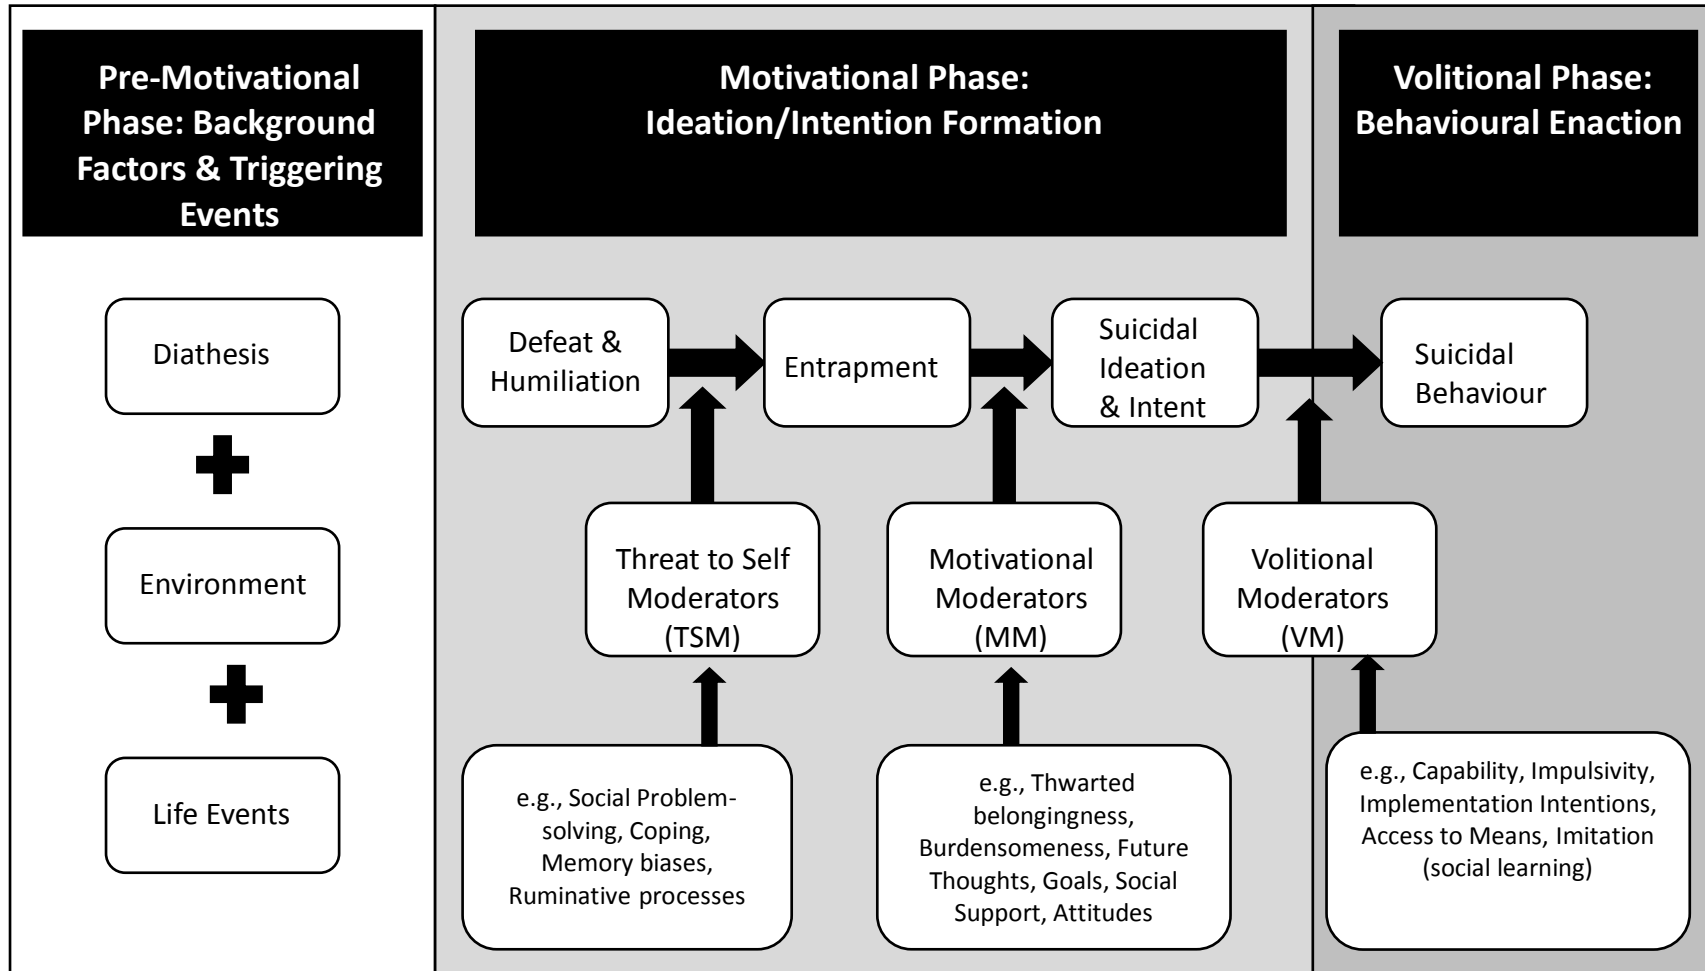 Pre-Motivational
Phase: Background
Factors & Triggering
Events
Motivational Phase:
Ideation/Intention Formation
Volitional Phase:
Behavioural Enaction
Diathesis
Environment
Life Events
Defeat &
Humiliation
Entrapment
Suicidal
Ideation
& Intent
Suicidal
Behaviour
Threat to Self
Moderators
(TSM)
Motivational
Moderators
(MM)
Volitional
Moderators
(VM)
e.g., Social Problem-
solving, Coping,
Memory biases,
Ruminative processes
e.g., Thwarted
belongingness,
Burdensomeness, Future
Thoughts, Goals, Social
Support, Attitudes
e.g., Capability, Impulsivity,
Implementation Intentions,
Access to Means, Imitation
(social learning)